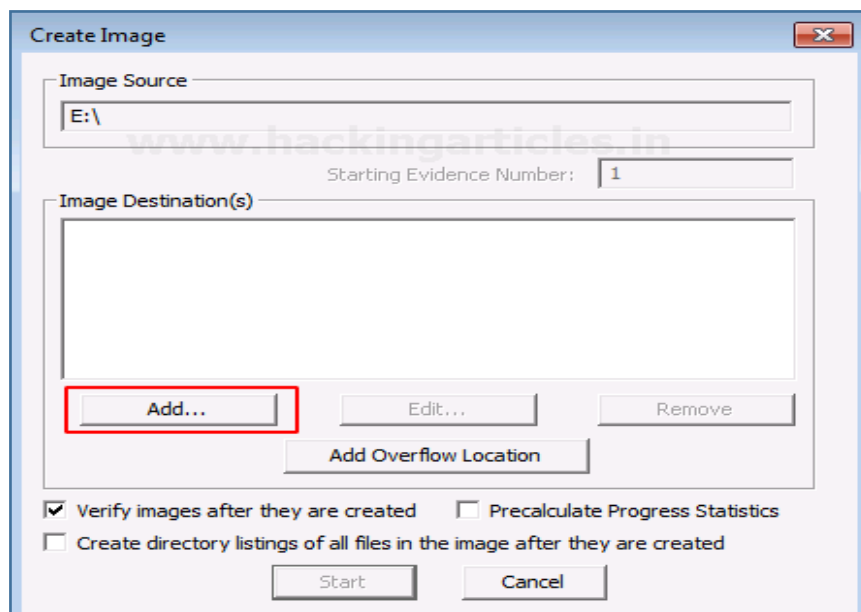 Create Image
Image Source
E:\
www.hackingarticles.in
Starting Evidence Number: 1
Image Destination(s)
Add... Edit... Remove
Add Overflow Location
Verify images after they are created Precalculate Progress Statistics
Create directory listings of all files in the image after they are created
Start Cancel